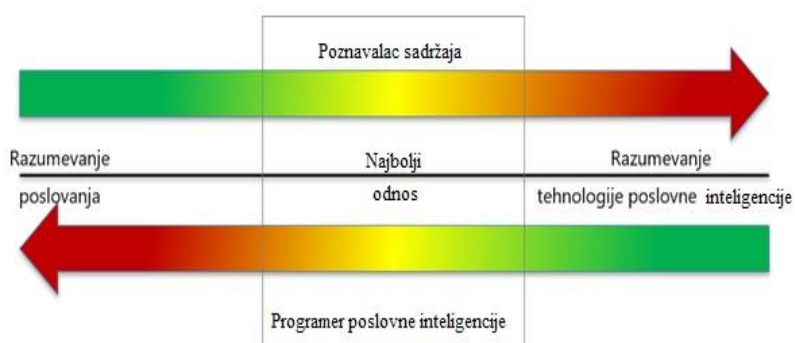 Poznavalac sadržaja
Razumevanje Najbolji Razumevanje
poslovanja odnos tehnologije poslovne inteligencije
Programer poslovne inteligencije